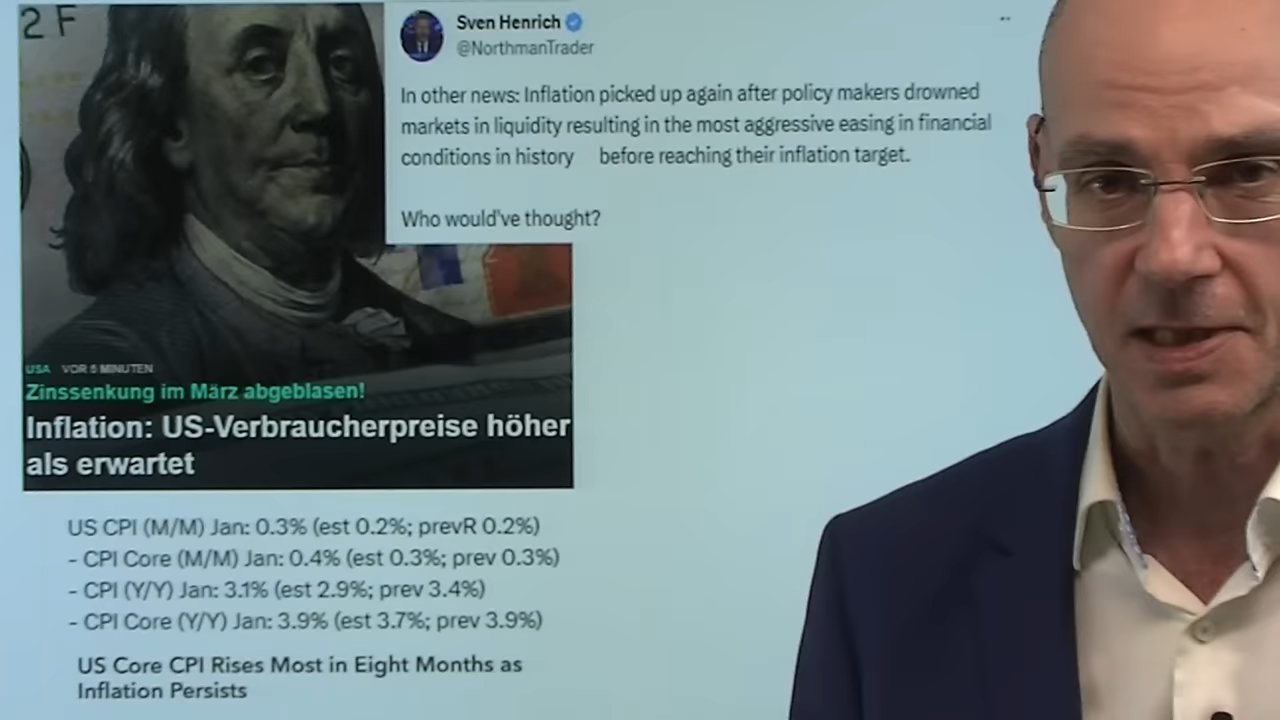 2 F
Sven Henrich
@NorthmanTrader
In other news: Inflation picked up again after policy makers drowned
markets in liquidity resulting in the most aggressive easing in financial
conditions in history before reaching their inflation target.
Who would've thought?
USA VOR 5 MINUTEN
Zinssenkung im März abgeblasen!
Inflation: US-Verbraucherpreise höher
als erwartet
US CPI (M/M) Jan: 0.3% (est 0.2%; prevR 0.2%)
- CPI Core (M/M) Jan: 0.4% (est 0.3%; prev 0.3%)
- CPI (Y/Y) Jan: 3.1% (est 2.9%; prev 3.4%)
- CPI Core (Y/Y) Jan: 3.9% (est 3.7%; prev 3.9%)
US Core CPI Rises Most in Eight Months as
Inflation Persists